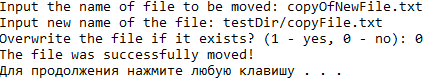 Input the name of file to be moved: copyOfNewFile.txt
Input new name of the file: testDir/copyFile.txt
Overwrite the file if it exists? (1 - yes, 0 - no): 0
The file was successfully moved!
Для продолжения нажмите любую клавишу . . .